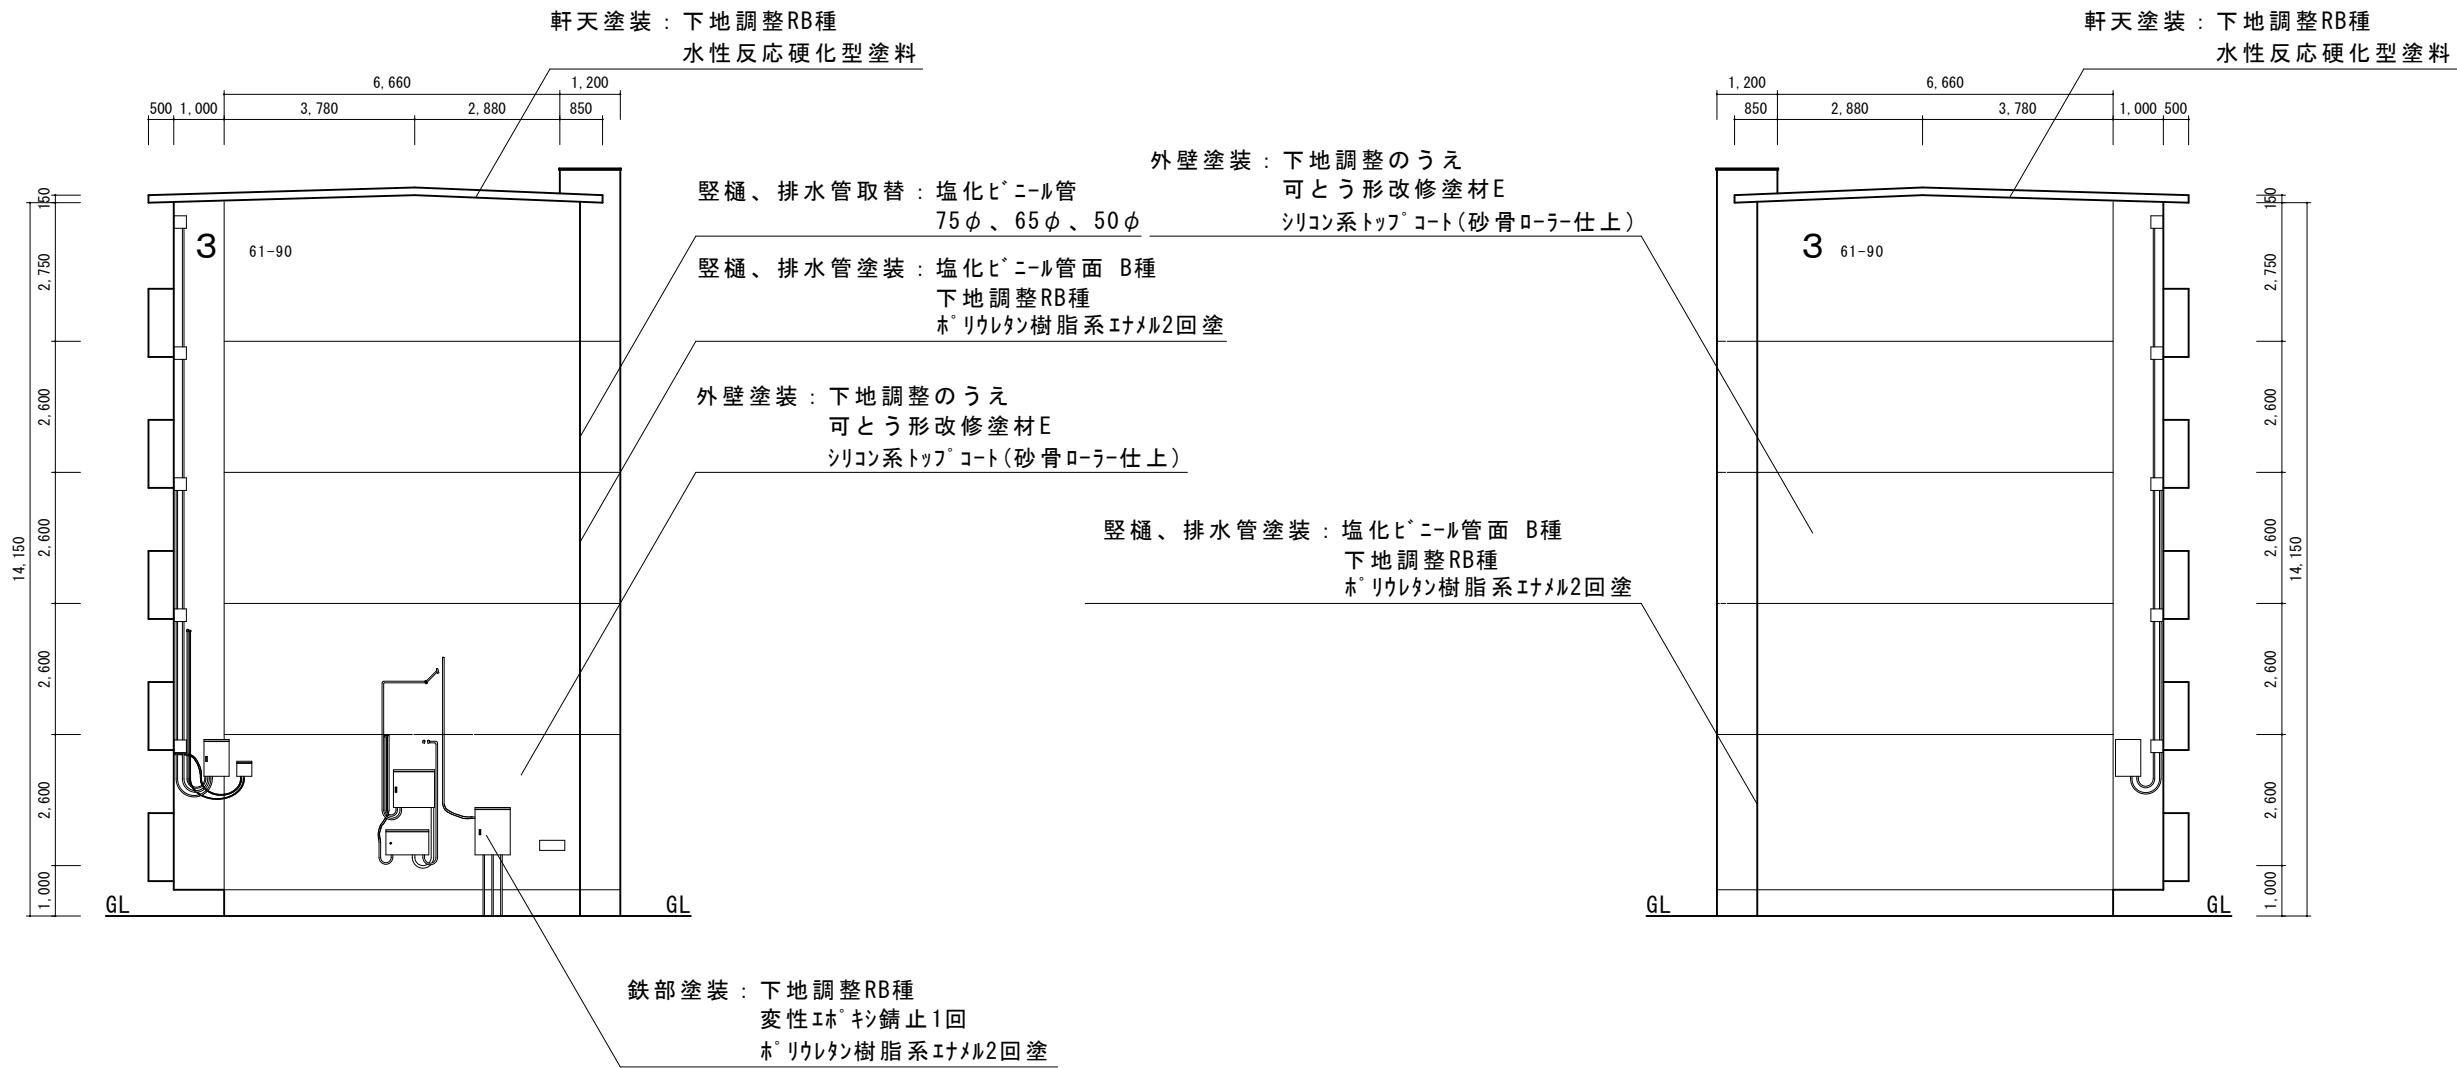 軒天塗装：下地調整RB種
水性反応硬化型塗料
6,660
1,200
500
1,000
3,780
2,880
850
150
2,750
2,600
2,600
2,600
2,600
1,000
14,150
3
61-90
GL
GL
竪樋、排水管取替：塩化ﾋﾞﾆｰﾙ管
75φ、65φ、50φ
竪樋、排水管塗装：塩化ﾋﾞﾆｰﾙ管面 B種
下地調整RB種
ﾎﾟﾘｳﾚﾀﾝ樹脂系ｴﾅﾒﾙ2回塗
外壁塗装：下地調整のうえ
可とう形改修塗材E
ｼﾘｺﾝ系ﾄｯﾌﾟｺｰﾄ(砂骨ﾛｰﾗｰ仕上)
鉄部塗装：下地調整RB種
変性ｴﾎﾟｷｼ錆止1回
ﾎﾟﾘｳﾚﾀﾝ樹脂系ｴﾅﾒﾙ2回塗
外壁塗装：下地調整のうえ
可とう形改修塗材E
ｼﾘｺﾝ系ﾄｯﾌﾟｺｰﾄ(砂骨ﾛｰﾗｰ仕上)
竪樋、排水管塗装：塩化ﾋﾞﾆｰﾙ管面 B種
下地調整RB種
ﾎﾟﾘｳﾚﾀﾝ樹脂系ｴﾅﾒﾙ2回塗
軒天塗装：下地調整RB種
水性反応硬化型塗料
1,200
6,660
850
2,880
3,780
1,000
500
3
61-90
150
2,750
2,600
2,600
2,600
2,600
1,000
14,150
GL
GL